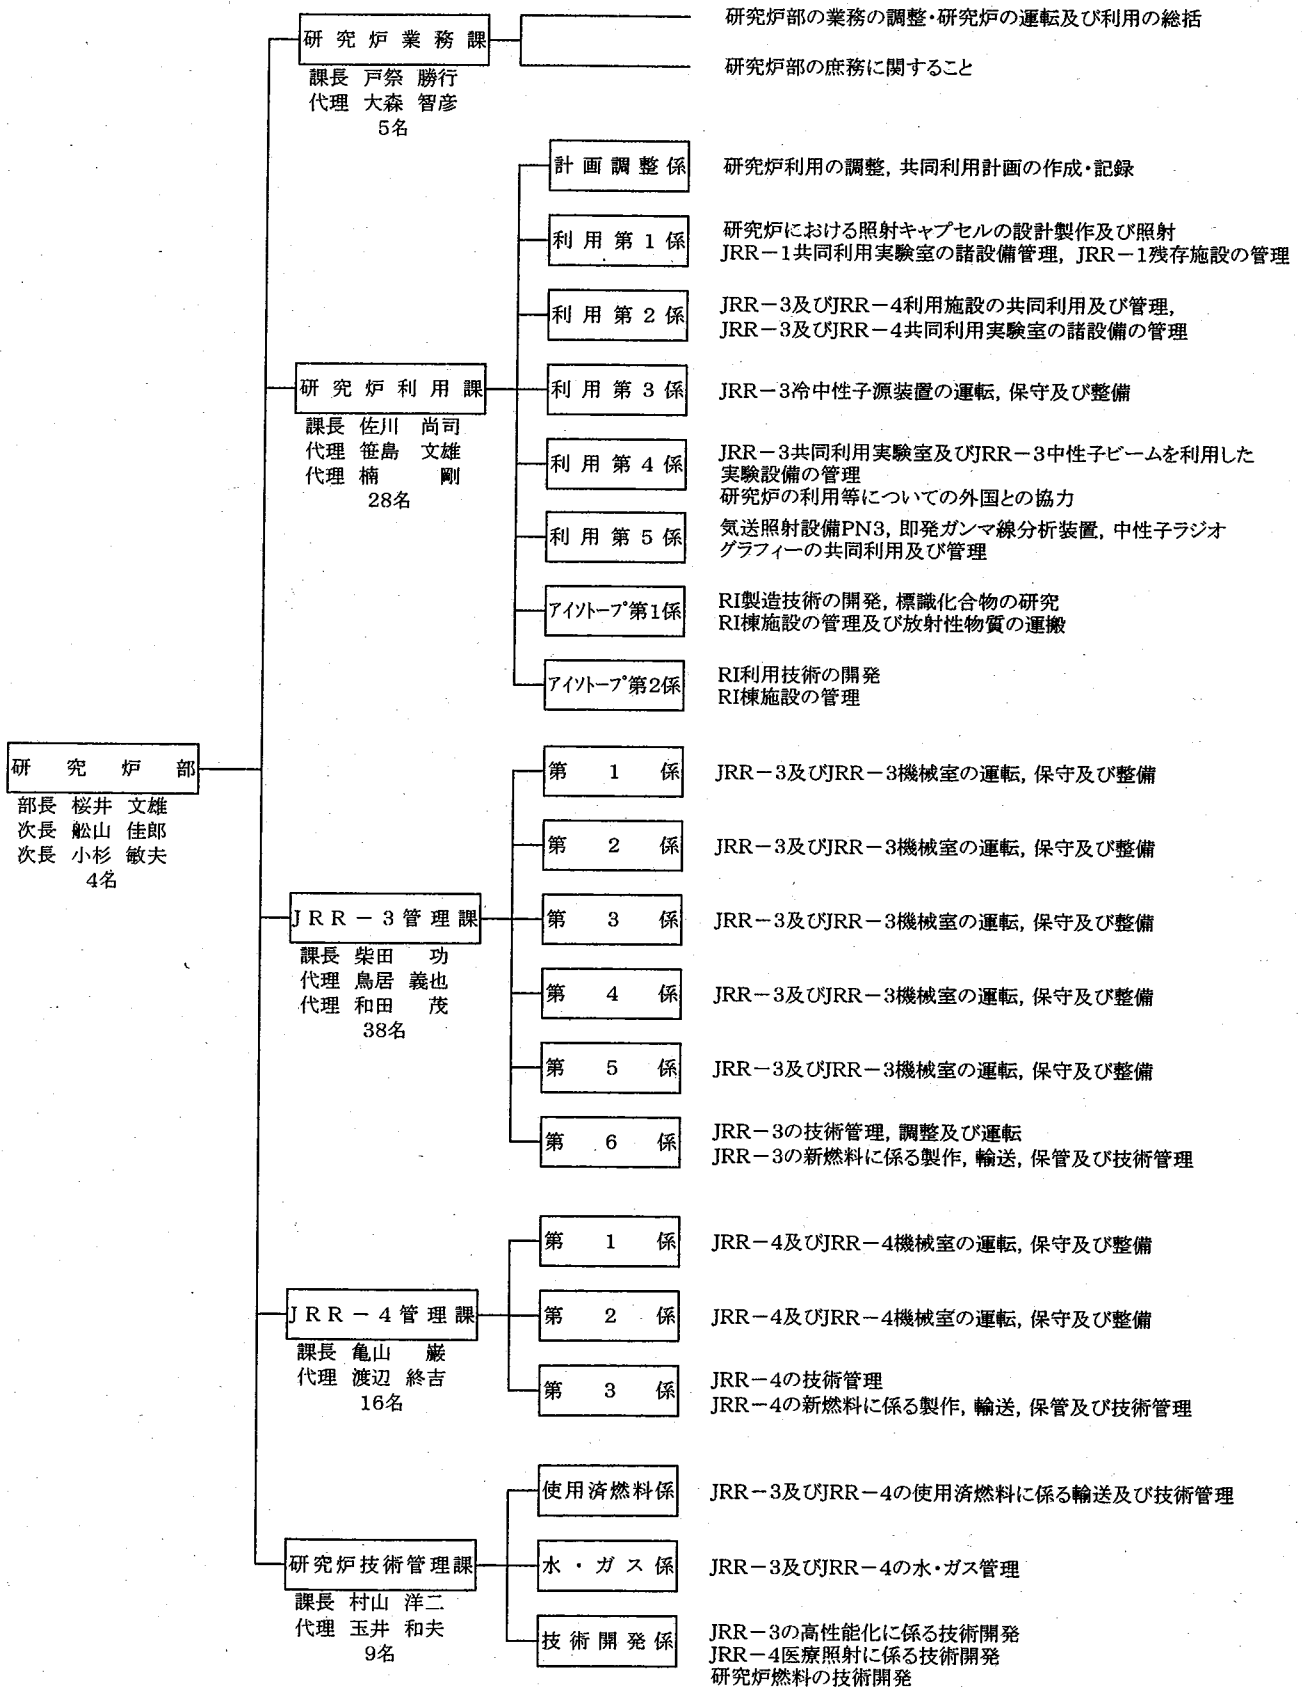 研究炉部
部長 桜井 文雄
次長 舩山 佳郎
次長 小杉 敏夫
4名
研究炉業務課
課長 戸祭 勝行
代理 大森 智彦
5名
研究炉部の業務の調整・研究炉の運転及び利用の総括
研究炉部の庶務に関すること
研究炉利用課
課長 佐川 尚司
代理 笹島 文雄
代理 楠 剛
28名
計画調整係
研究炉利用の調整, 共同利用計画の作成・記録
利用第1係
研究炉における照射キャプセルの設計製作及び照射
JRR-1共同利用実験室の諸設備管理, JRR-1残存施設の管理
利用第2係
JRR-3及びJRR-4利用施設の共同利用及び管理,
JRR-3及びJRR-4共同利用実験室の諸設備の管理
利用第3係
JRR-3冷中性子源装置の運転, 保守及び整備
利用第4係
JRR-3共同利用実験室及びJRR-3中性子ビームを利用した
実験設備の管理
研究炉の利用等についての外国との協力
利用第5係
気送照射設備PN3, 即発ガンマ線分析装置, 中性子ラジオ
グラフィーの共同利用及び管理
アイソトープ第1係
RI製造技術の開発, 標識化合物の研究
RI棟施設の管理及び放射性物質の運搬
アイソトープ第2係
RI利用技術の開発
RI棟施設の管理
JRR-3管理課
課長 柴田 功
代理 鳥居 義也
代理 和田 茂
38名
第1係
JRR-3及びJRR-3機械室の運転, 保守及び整備
第2係
JRR-3及びJRR-3機械室の運転, 保守及び整備
第3係
JRR-3及びJRR-3機械室の運転, 保守及び整備
第4係
JRR-3及びJRR-3機械室の運転, 保守及び整備
第5係
JRR-3及びJRR-3機械室の運転, 保守及び整備
第6係
JRR-3の技術管理, 調整及び運転
JRR-3の新燃料に係る製作, 輸送, 保管及び技術管理
JRR-4管理課
課長 亀山 巌
代理 渡辺 終吉
16名
第1係
JRR-4及びJRR-4機械室の運転, 保守及び整備
第2係
JRR-4及びJRR-4機械室の運転, 保守及び整備
第3係
JRR-4の技術管理
JRR-4の新燃料に係る製作, 輸送, 保管及び技術管理
研究炉技術管理課
課長 村山 洋二
代理 玉井 和夫
9名
使用済燃料係
JRR-3及びJRR-4の使用済燃料に係る輸送及び技術管理
水・ガス係
JRR-3及びJRR-4の水・ガス管理
技術開発係
JRR-3の高性能化に係る技術開発
JRR-4医療照射に係る技術開発
研究炉燃料の技術開発